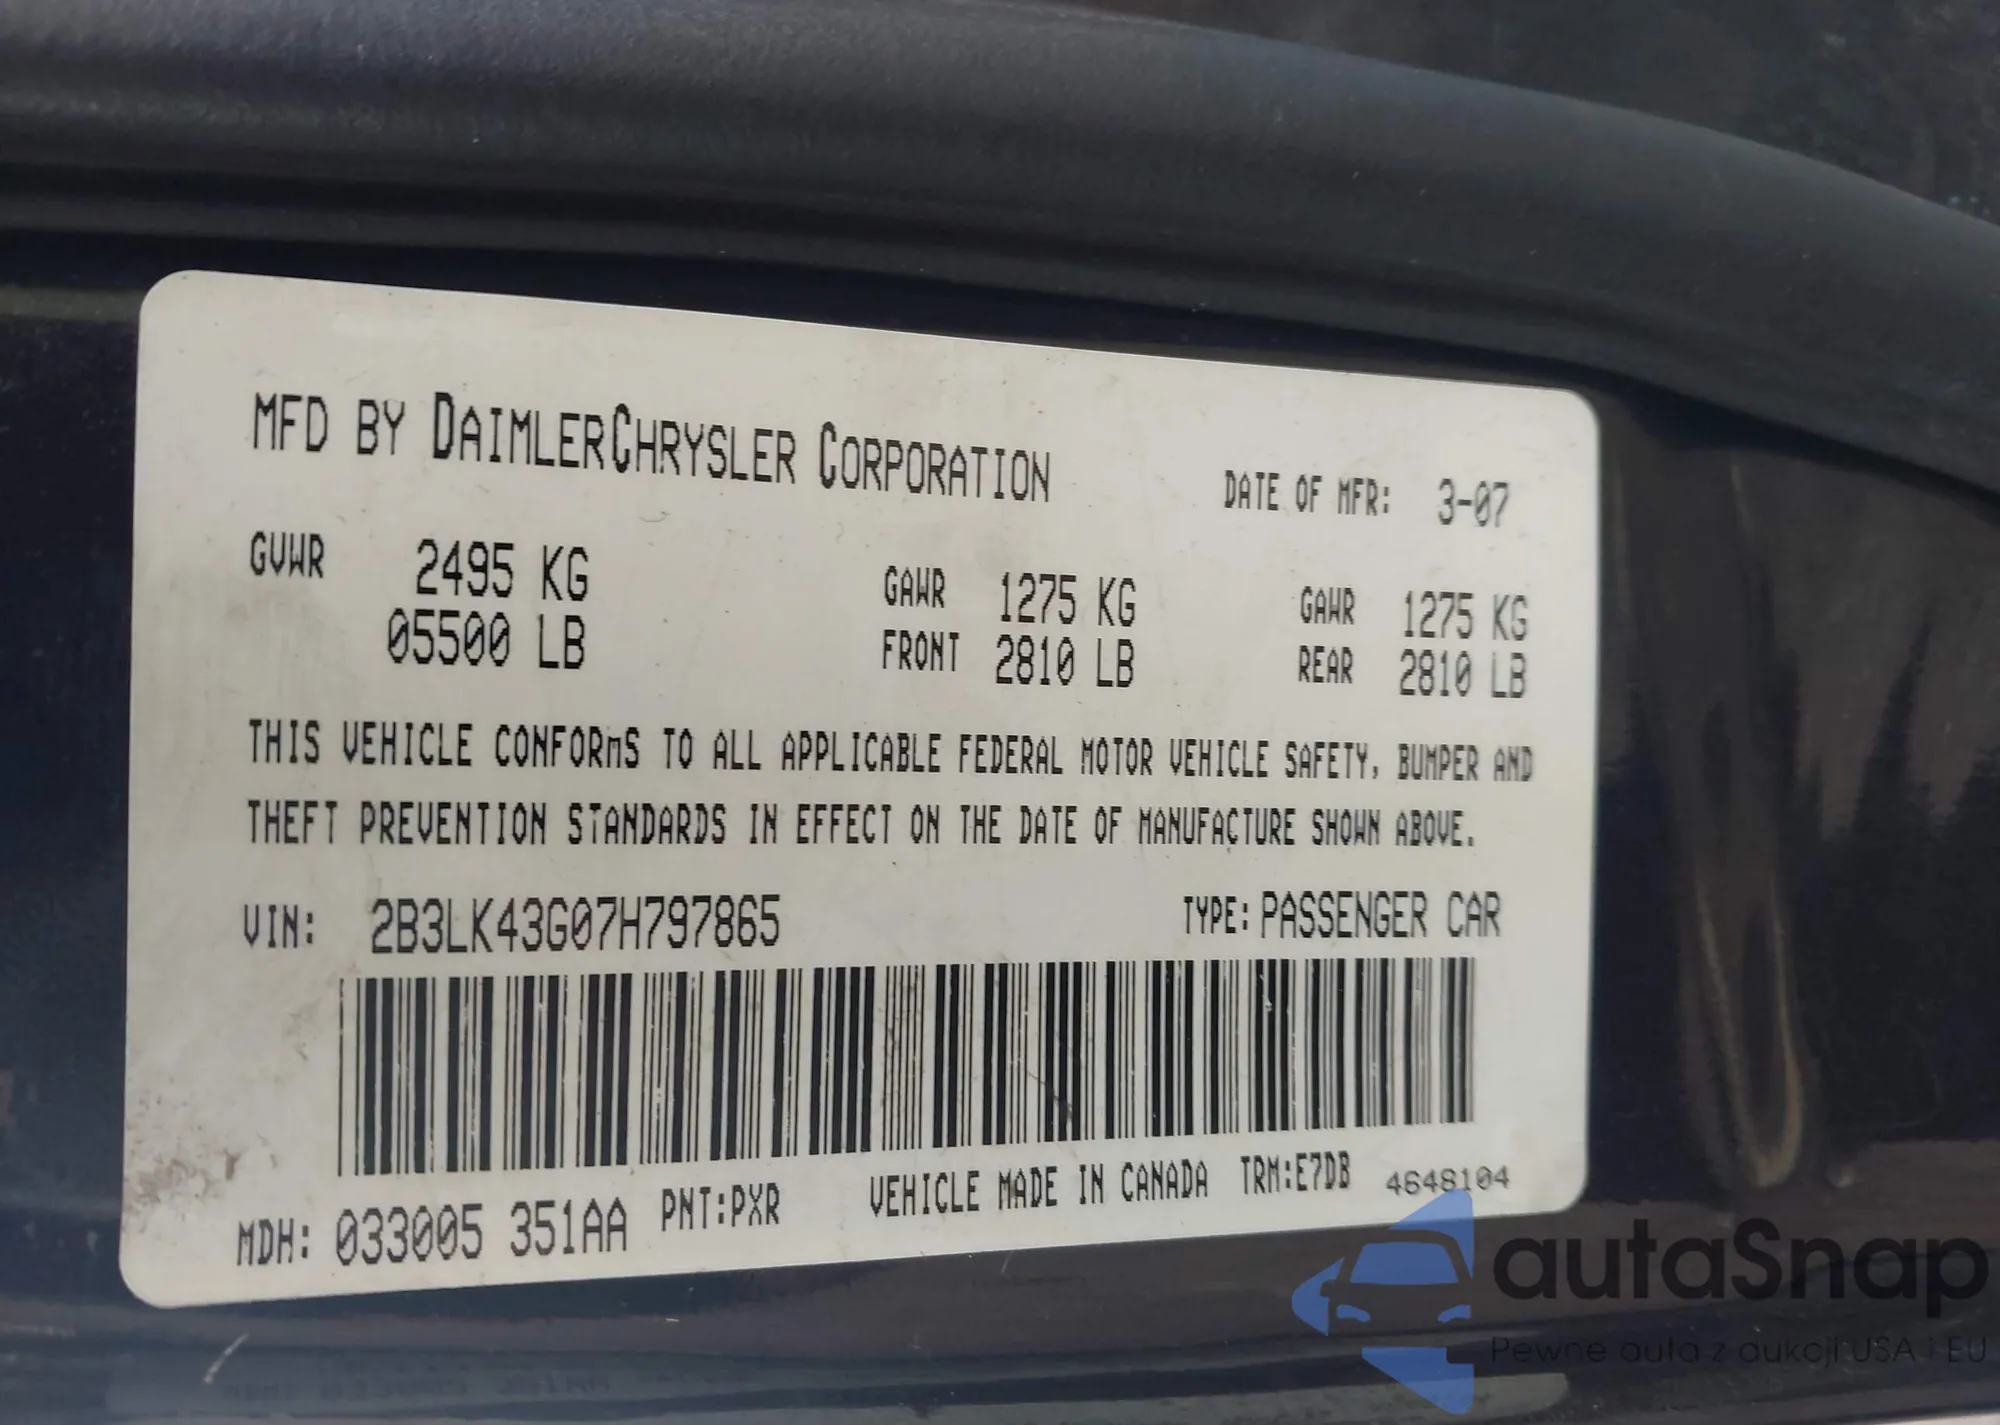 MFD BY DAIMLERCHRYSLER CORPORATION
DATE OF MFR: 3-07
GVWR 2495 KG
05500 LB
GAWR 1275 KG
FRONT 2810 LB
GAWR 1275 KG
REAR 2810 LB
THIS VEHICLE CONFORMS TO ALL APPLICABLE FEDERAL MOTOR VEHICLE SAFETY, BUMPER AND
THEFT PREVENTION STANDARDS IN EFFECT ON THE DATE OF MANUFACTURE SHOWN ABOVE.
VIN: 2B3LK43G07H797865
TYPE: PASSENGER CAR
MDH: 033005 351AA PNT:PXR VEHICLE MADE IN CANADA TRM:E7DB 4648104
autaSnap
Pewne auta z aukcji USA i EU